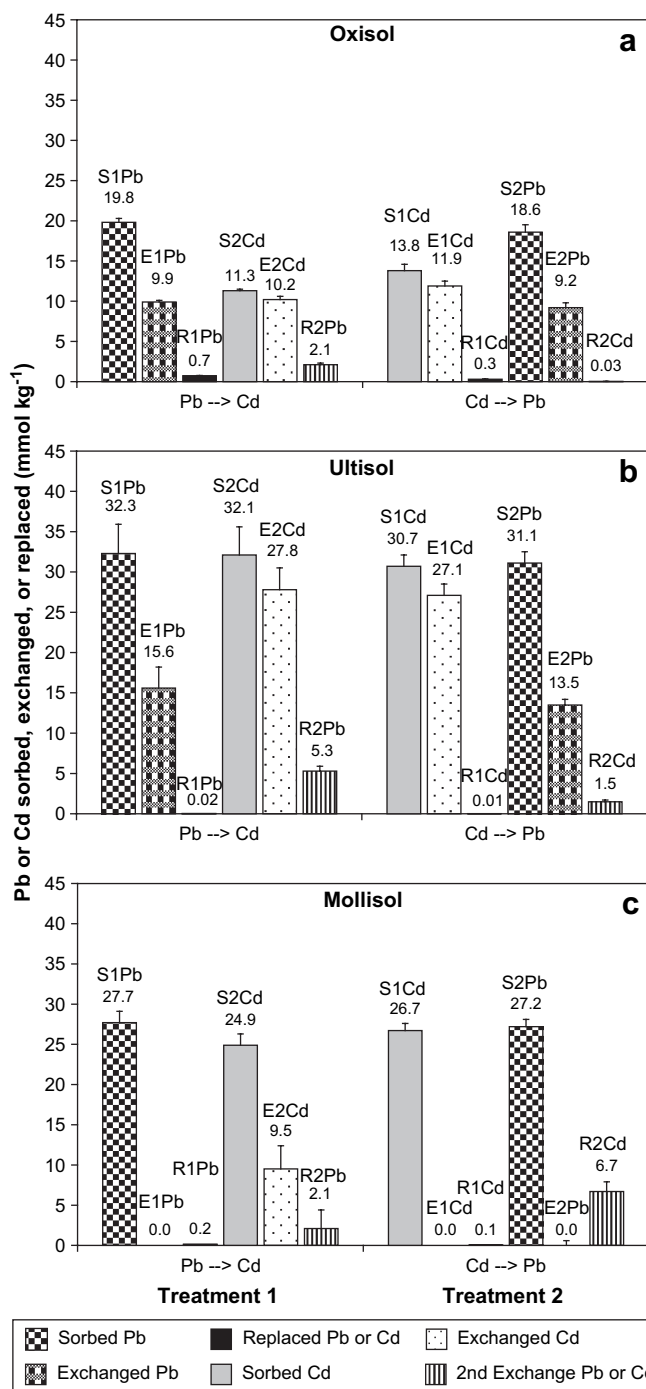 Pb or Cd sorbed, exchanged, or replaced (mmol kg⁻¹)
Oxisol
a
45
40
35
30
25
20
15
10
5
0
S1Pb
19.8
E1Pb
9.9
R1Pb
0.7
S2Cd
11.3
E2Cd
10.2
R2Pb
2.1
S1Cd
13.8
E1Cd
11.9
R1Cd
0.3
S2Pb
18.6
E2Pb
9.2
R2Cd
0.03
Pb --> Cd
Cd --> Pb
Ultisol
b
45
40
35
30
25
20
15
10
5
0
S1Pb
32.3
E1Pb
15.6
R1Pb
0.02
S2Cd
32.1
E2Cd
27.8
R2Pb
5.3
S1Cd
30.7
E1Cd
27.1
R1Cd
0.01
S2Pb
31.1
E2Pb
13.5
R2Cd
1.5
Pb --> Cd
Cd --> Pb
Mollisol
c
45
40
35
30
25
20
15
10
5
0
S1Pb
27.7
E1Pb
0.0
R1Pb
0.2
S2Cd
24.9
E2Cd
9.5
R2Pb
2.1
S1Cd
26.7
E1Cd
0.0
R1Cd
0.1
S2Pb
27.2
E2Pb
0.0
R2Cd
6.7
Pb --> Cd
Cd --> Pb
Treatment 1
Treatment 2
Sorbed Pb
Replaced Pb or Cd
Exchanged Cd
Exchanged Pb
Sorbed Cd
2nd Exchange Pb or Cd